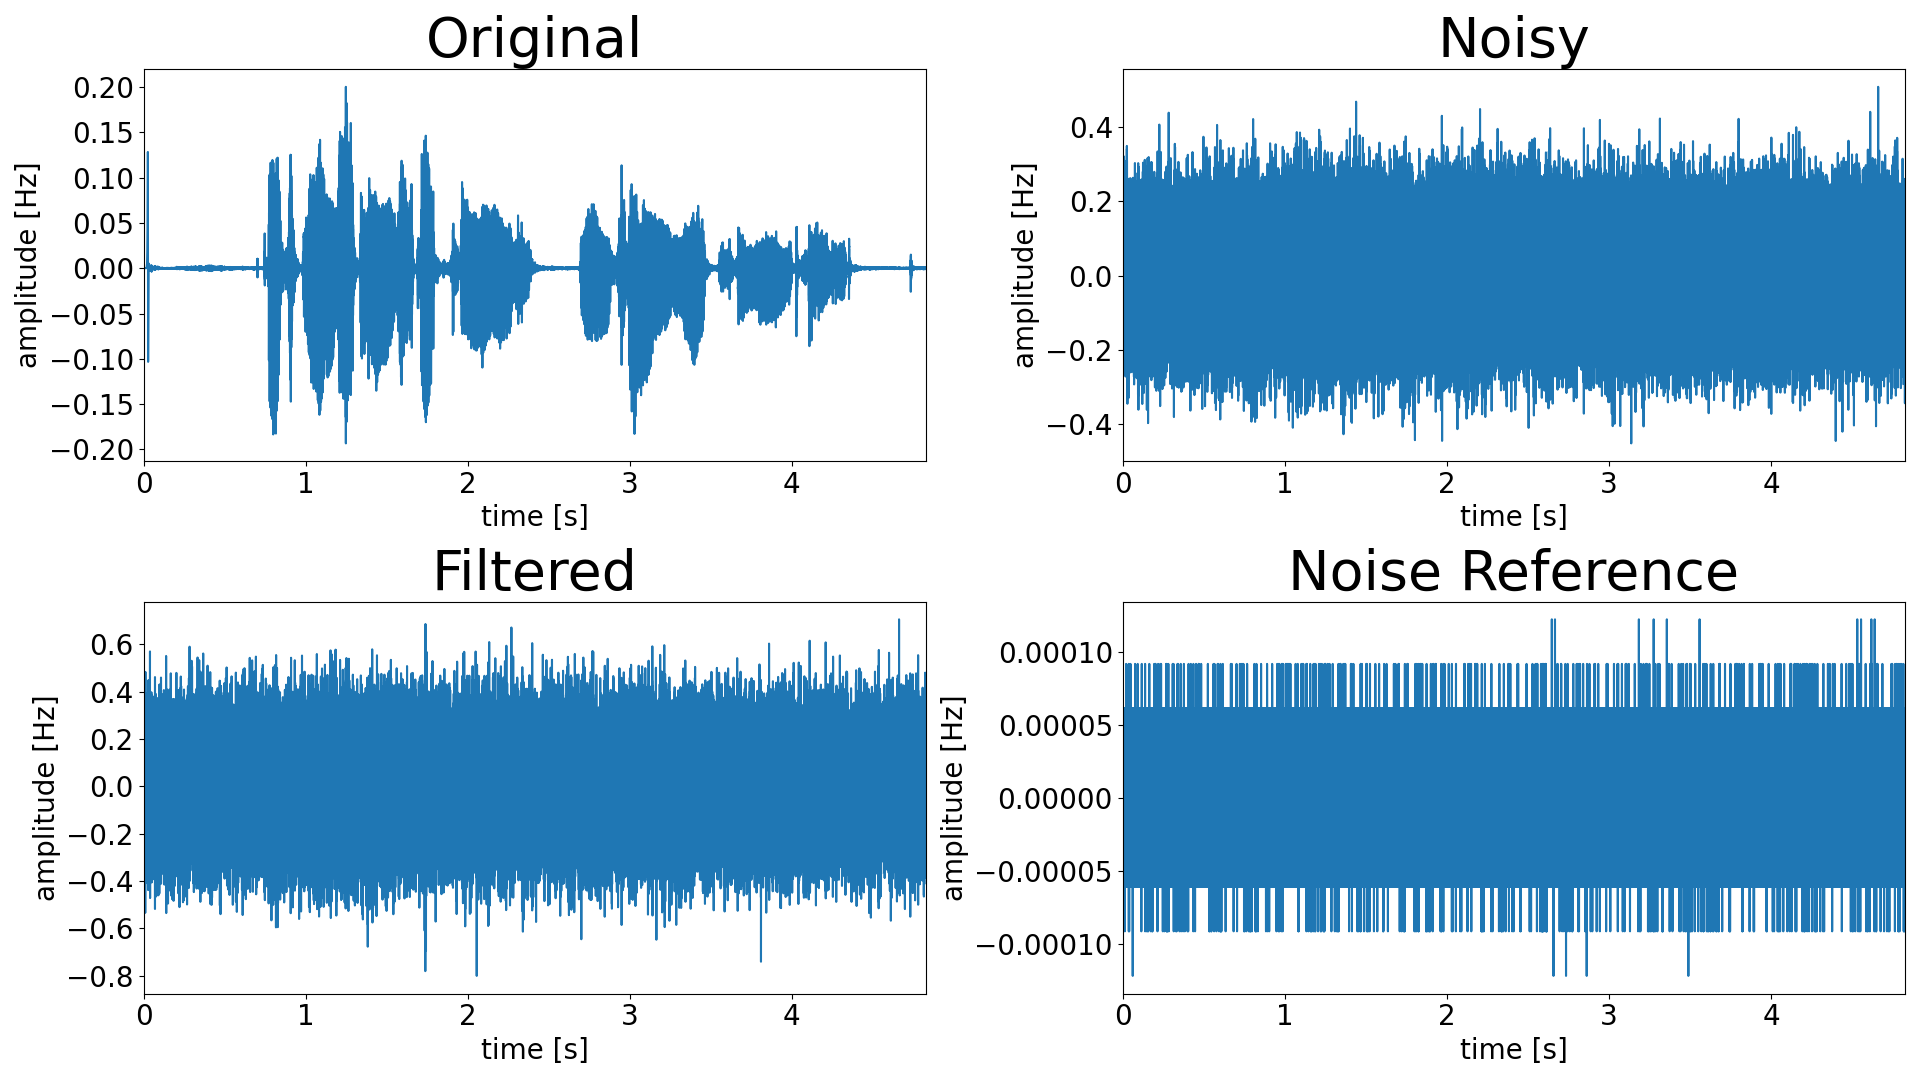 Original
0.20
0.15
0.10
0.05
0.00
−0.05
−0.10
−0.15
−0.20
amplitude [Hz]
0 1 2 3 4
time [s]
Noisy
0.4
0.2
0.0
−0.2
−0.4
amplitude [Hz]
0 1 2 3 4
time [s]
Filtered
0.6
0.4
0.2
0.0
−0.2
−0.4
−0.6
−0.8
amplitude [Hz]
0 1 2 3 4
time [s]
Noise Reference
0.00010
0.00005
0.00000
−0.00005
−0.00010
amplitude [Hz]
0 1 2 3 4
time [s]